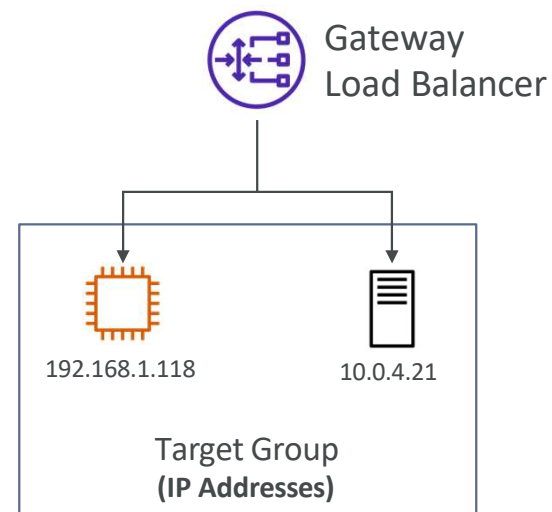 Gateway
Load Balancer
192.168.1.118
10.0.4.21
Target Group
(IP Addresses)